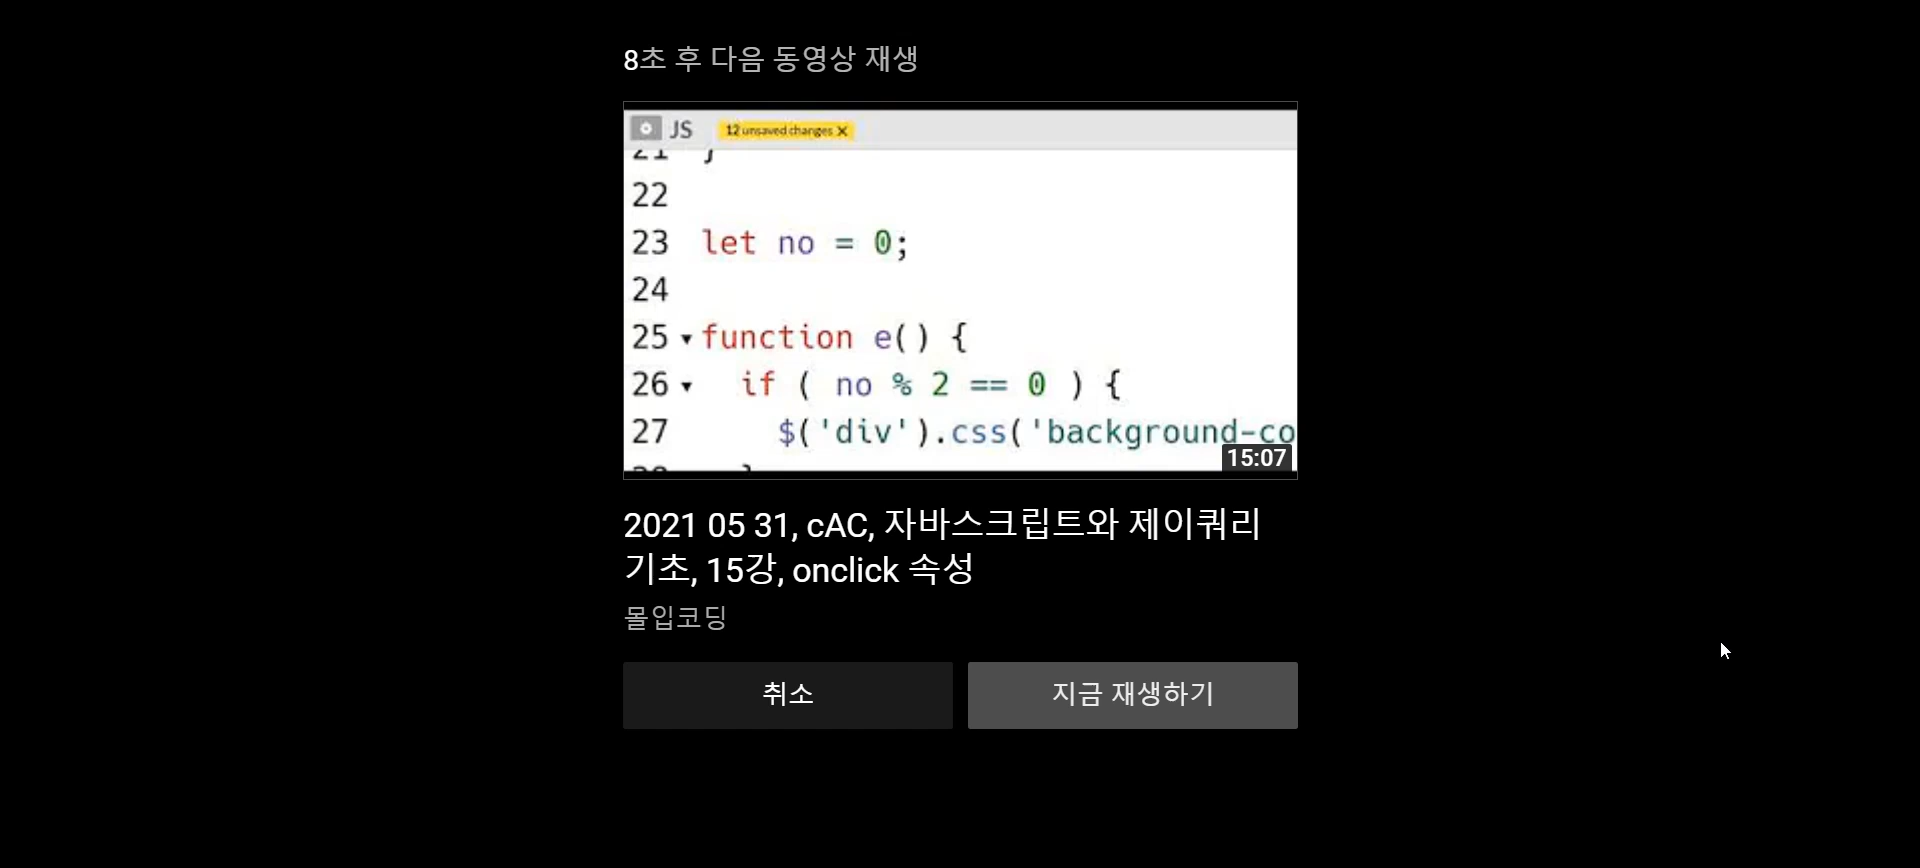 8초 후 다음 동영상 재생
JS 12 unsaved changes X
21 }
22
23 let no = 0;
24
25 function e() {
26 if ( no % 2 == 0 ) {
27 $('div').css('background-co
28 }
15:07
2021 05 31, cAC, 자바스크립트와 제이쿼리
기초, 15강, onclick 속성
몰입코딩
취소 지금 재생하기